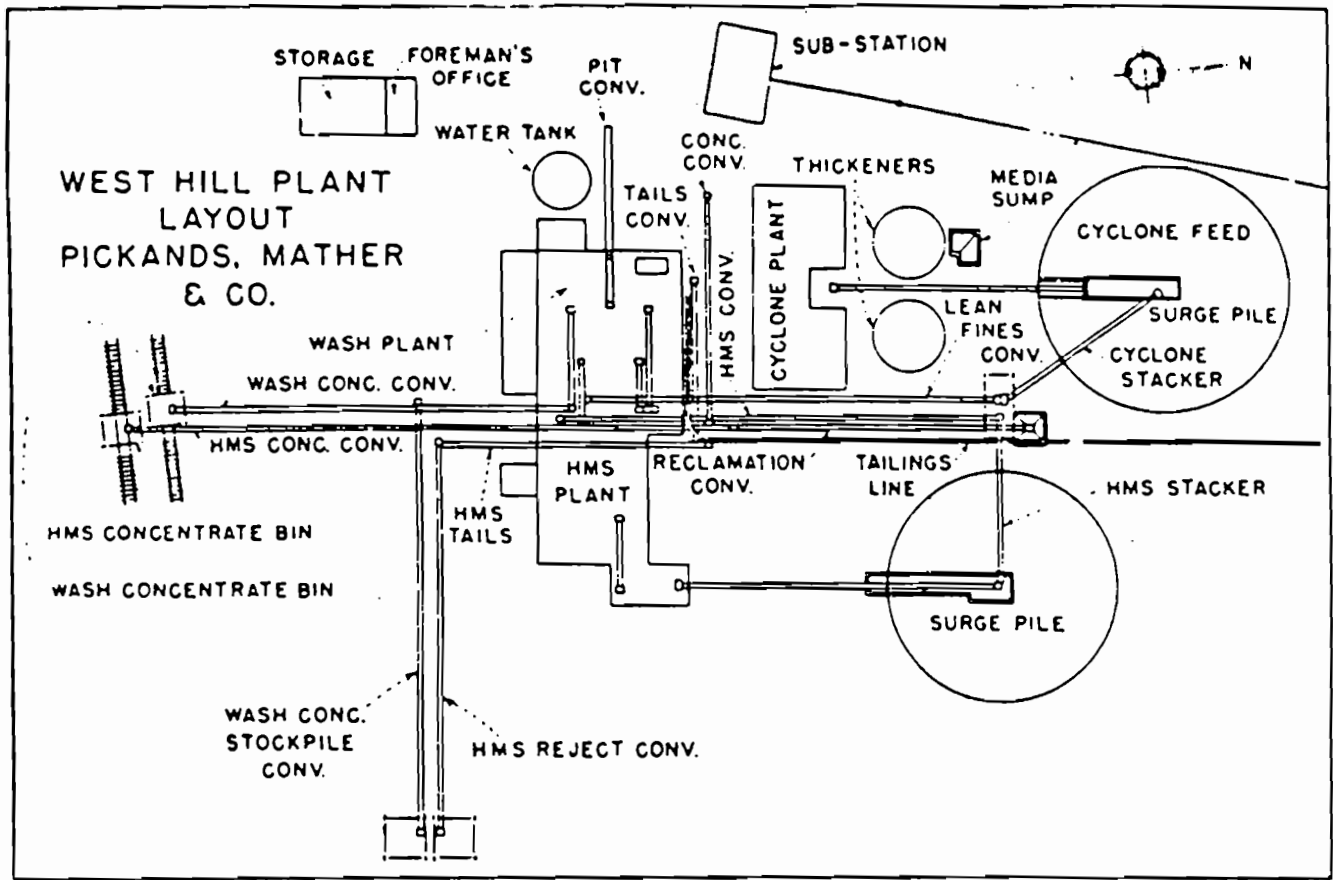 STORAGE
FOREMAN'S
OFFICE
PIT
CONV.
SUB-STATION
N
WATER TANK
CONC.
CONV.
THICKENERS
MEDIA
SUMP
WEST HILL PLANT
LAYOUT
PICKANDS, MATHER
& CO.
TAILS
CONV.
HMS CONV.
CYCLONE PLANT
CYCLONE FEED
SURGE PILE
LEAN
FINES
CONV.
CYCLONE
STACKER
WASH PLANT
WASH CONC. CONV.
HMS CONC. CONV.
HMS
PLANT
RECLAMATION
CONV.
TAILINGS
LINE
HMS STACKER
HMS
TAILS
HMS CONCENTRATE BIN
WASH CONCENTRATE BIN
SURGE PILE
WASH CONC.
STOCKPILE
CONV.
HMS REJECT CONV.